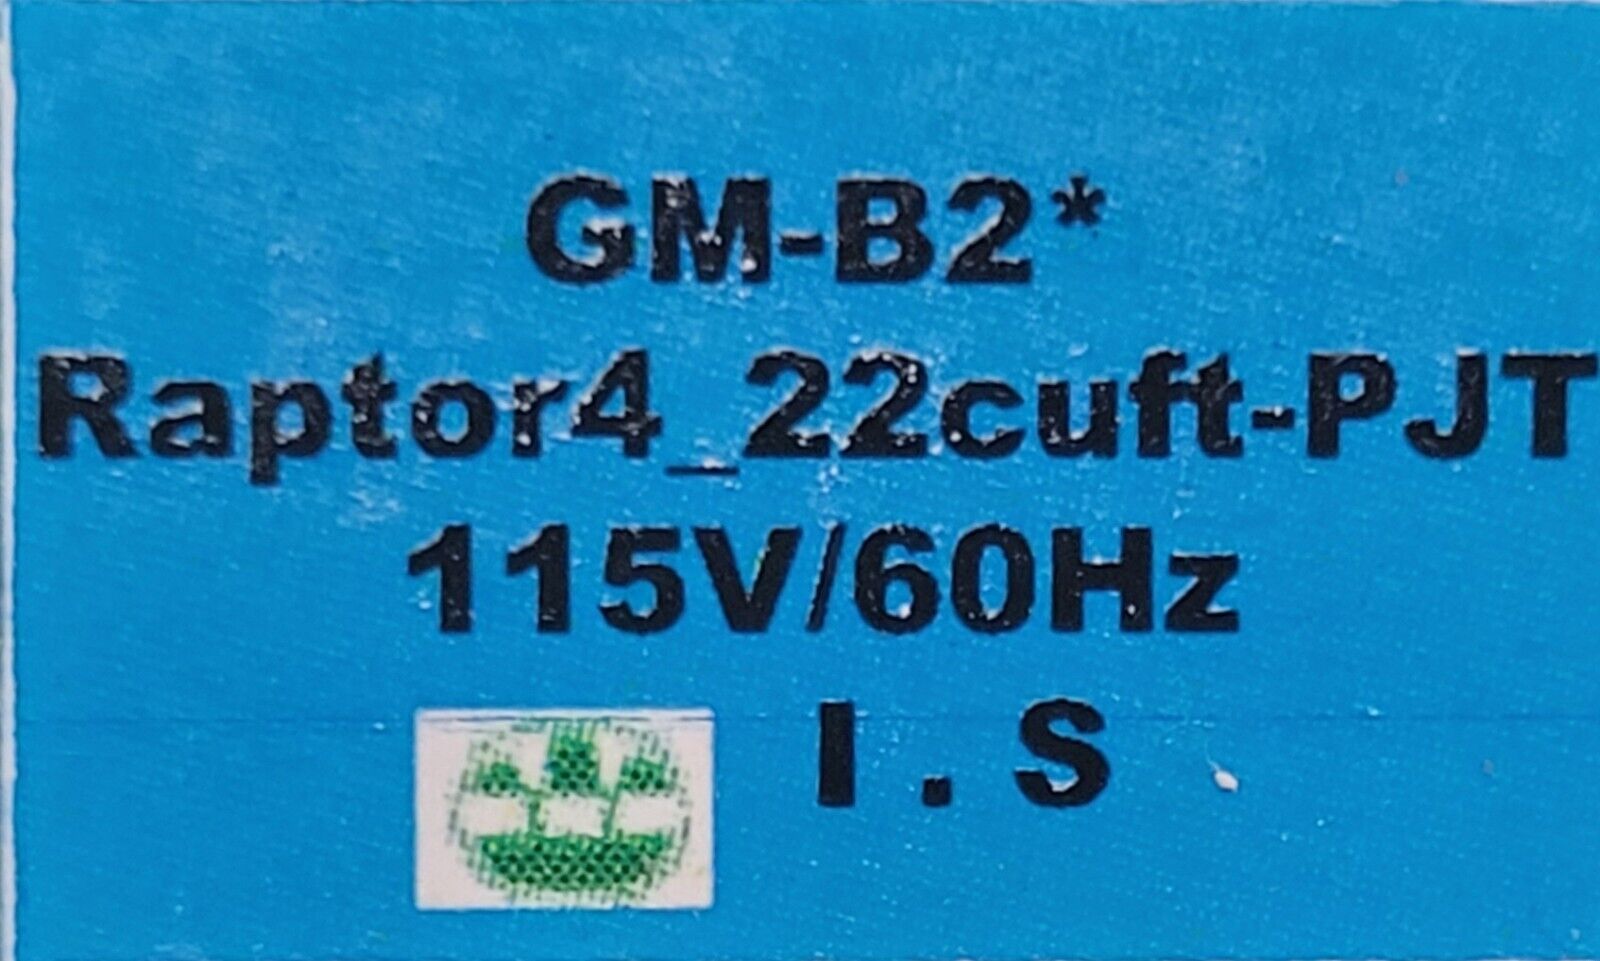 GM-B2*
Raptor4_22cuft-PJT
115V/60Hz
I . S